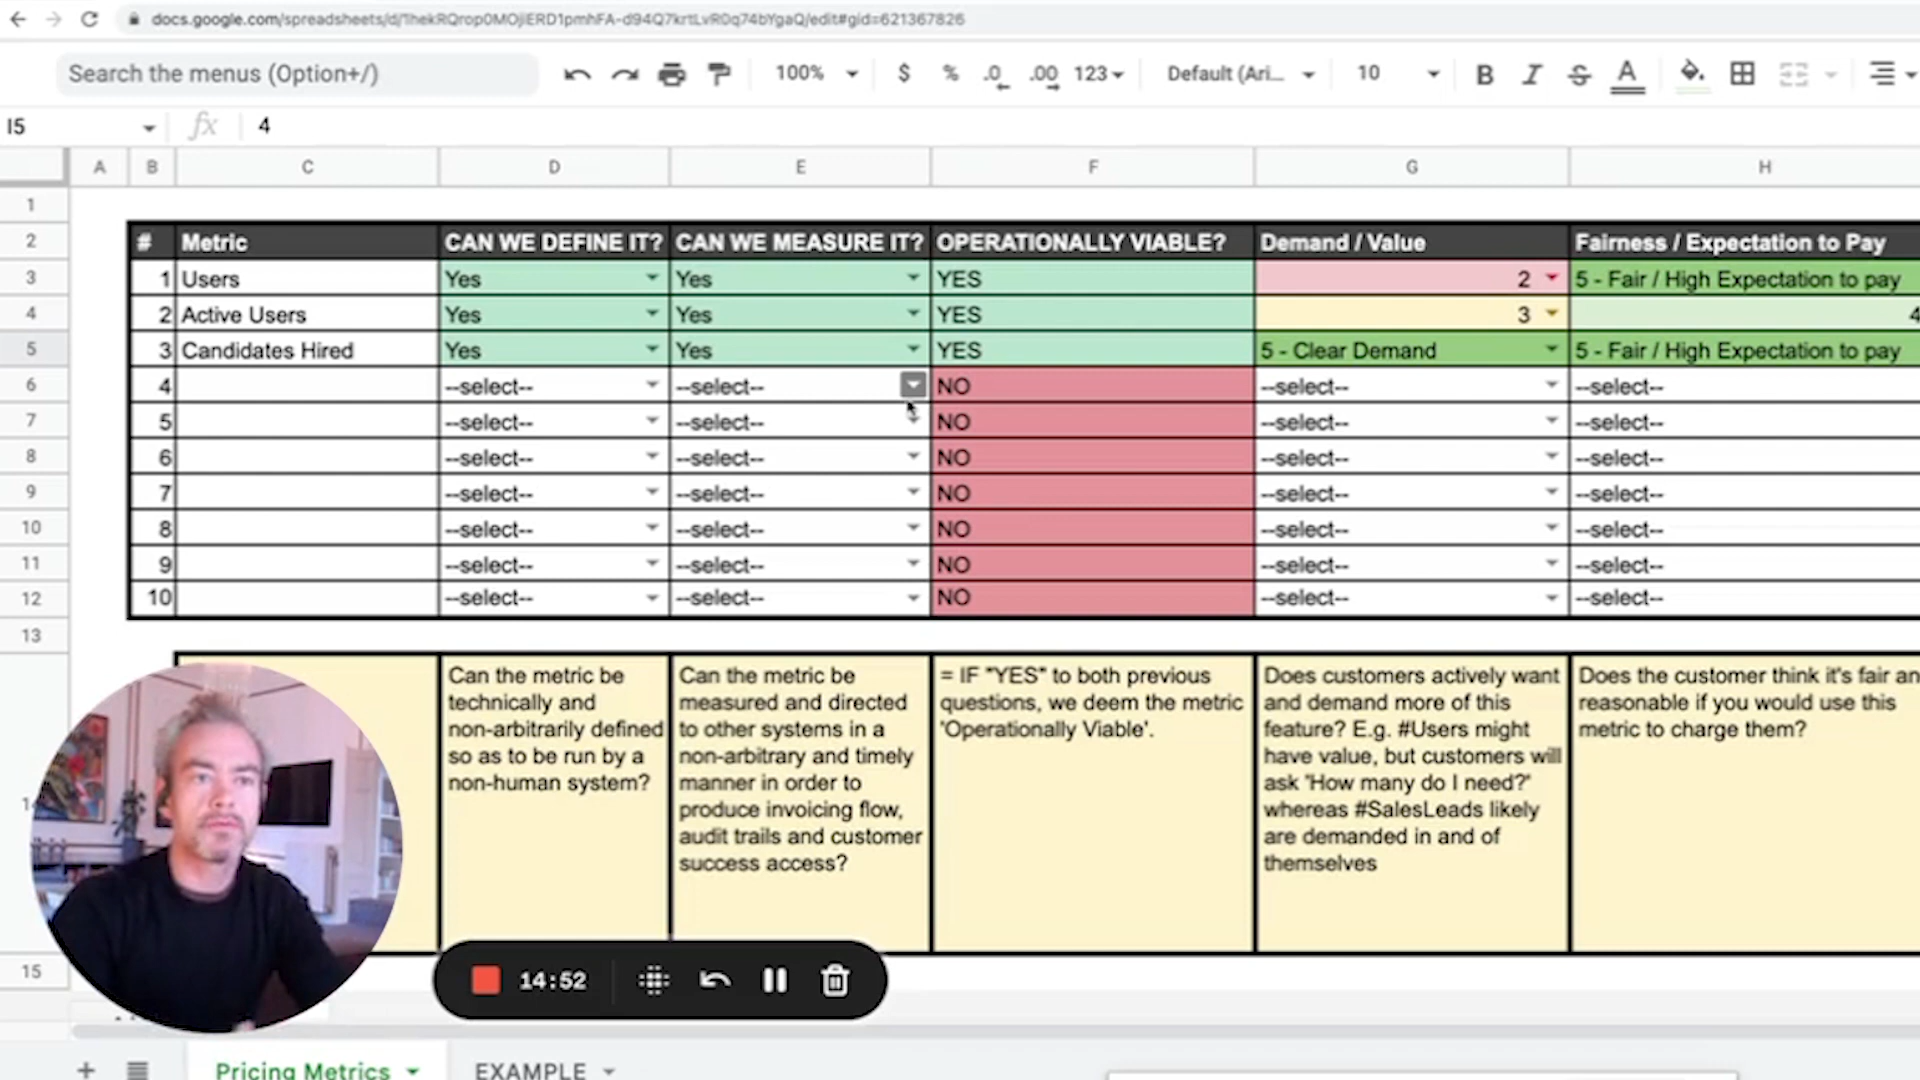 docs.google.com/spreadsheets/d/1hekRQrop0MOjiERD1pmhFA-d94Q7krtLvR0q74bYgaQ/edit#gid=621367826
Search the menus (Option+/) 100% $ % .0 .00 123 Default (Ari... 10 B I S A
I5 fx 4
A B C D E F G H
1
2 # Metric CAN WE DEFINE IT? CAN WE MEASURE IT? OPERATIONALLY VIABLE? Demand / Value Fairness / Expectation to Pay
3 1 Users Yes Yes YES 2 5 - Fair / High Expectation to pay
4 2 Active Users Yes Yes YES 3 4
5 3 Candidates Hired Yes Yes YES 5 - Clear Demand 5 - Fair / High Expectation to pay
6 4 --select-- --select-- NO --select-- --select--
7 5 --select-- --select-- NO --select-- --select--
8 6 --select-- --select-- NO --select-- --select--
9 7 --select-- --select-- NO --select-- --select--
10 8 --select-- --select-- NO --select-- --select--
11 9 --select-- --select-- NO --select-- --select--
12 10 --select-- --select-- NO --select-- --select--
13
Can the metric be
technically and
non-arbitrarily defined
so as to be run by a
non-human system?
Can the metric be
measured and directed
to other systems in a
non-arbitrary and timely
manner in order to
produce invoicing flow,
audit trails and customer
success access?
= IF "YES" to both previous
questions, we deem the metric
'Operationally Viable'.
Does customers actively want
and demand more of this
feature? E.g. #Users might
have value, but customers will
ask 'How many do I need?'
whereas #SalesLeads likely
are demanded in and of
themselves
Does the customer think it's fair an
reasonable if you would use this
metric to charge them?
15
14:52
Pricing Metrics EXAMPLE